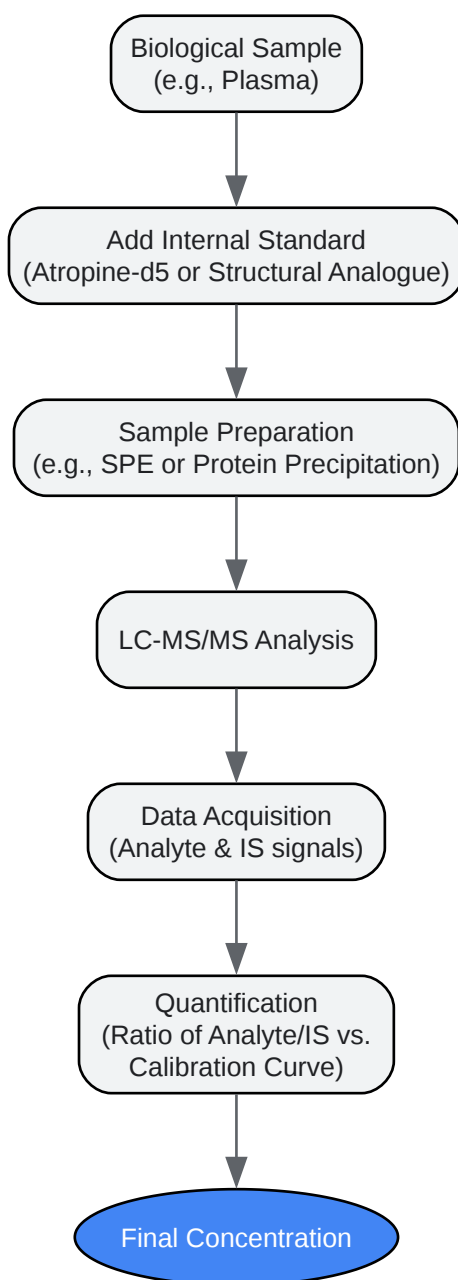 Biological Sample
(e.g., Plasma)
Add Internal Standard
(Atropine-d5 or Structural Analogue)
Sample Preparation
(e.g., SPE or Protein Precipitation)
LC-MS/MS Analysis
Data Acquisition
(Analyte & IS signals)
Quantification
(Ratio of Analyte/IS vs.
Calibration Curve)
Final Concentration